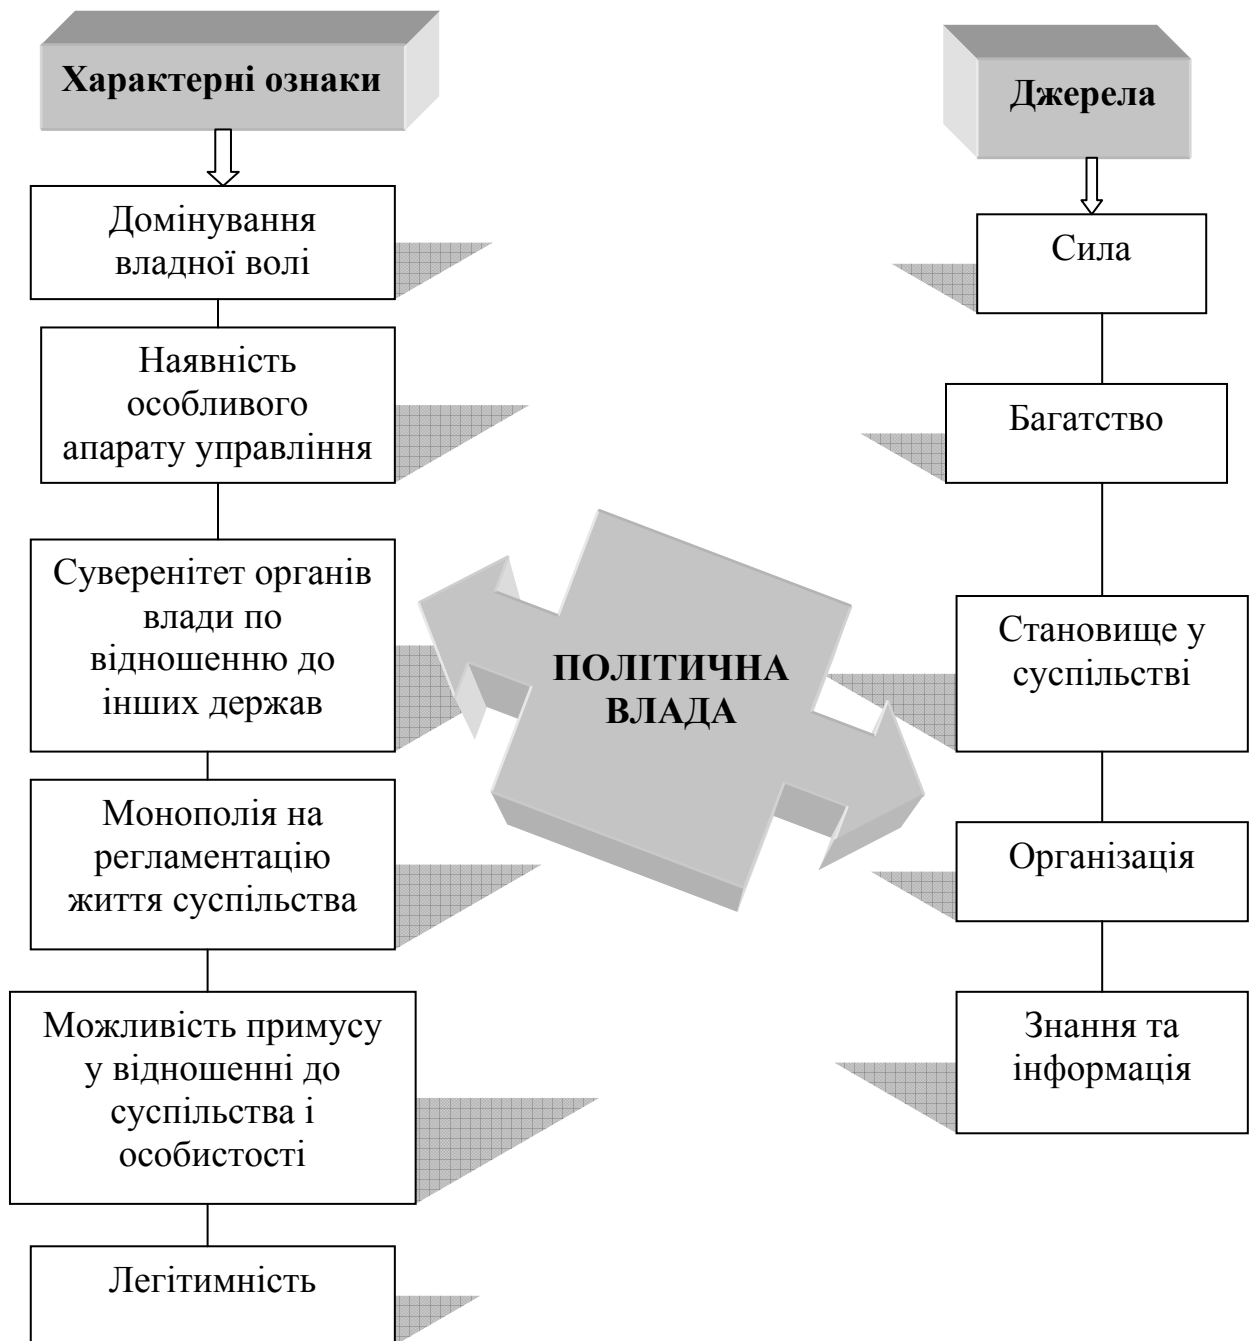 Характерні ознаки
Домінування
владної волі
Наявність
особливого
апарату управління
Суверенітет органів
влади по
відношенню до
інших держав
Монополія на
регламентацію
життя суспільства
Можливість примусу
у відношенні до
суспільства і
особистості
Легітимність
ПОЛІТИЧНА
ВЛАДА
Джерела
Сила
Багатство
Становище у
суспільстві
Організація
Знання та
інформація